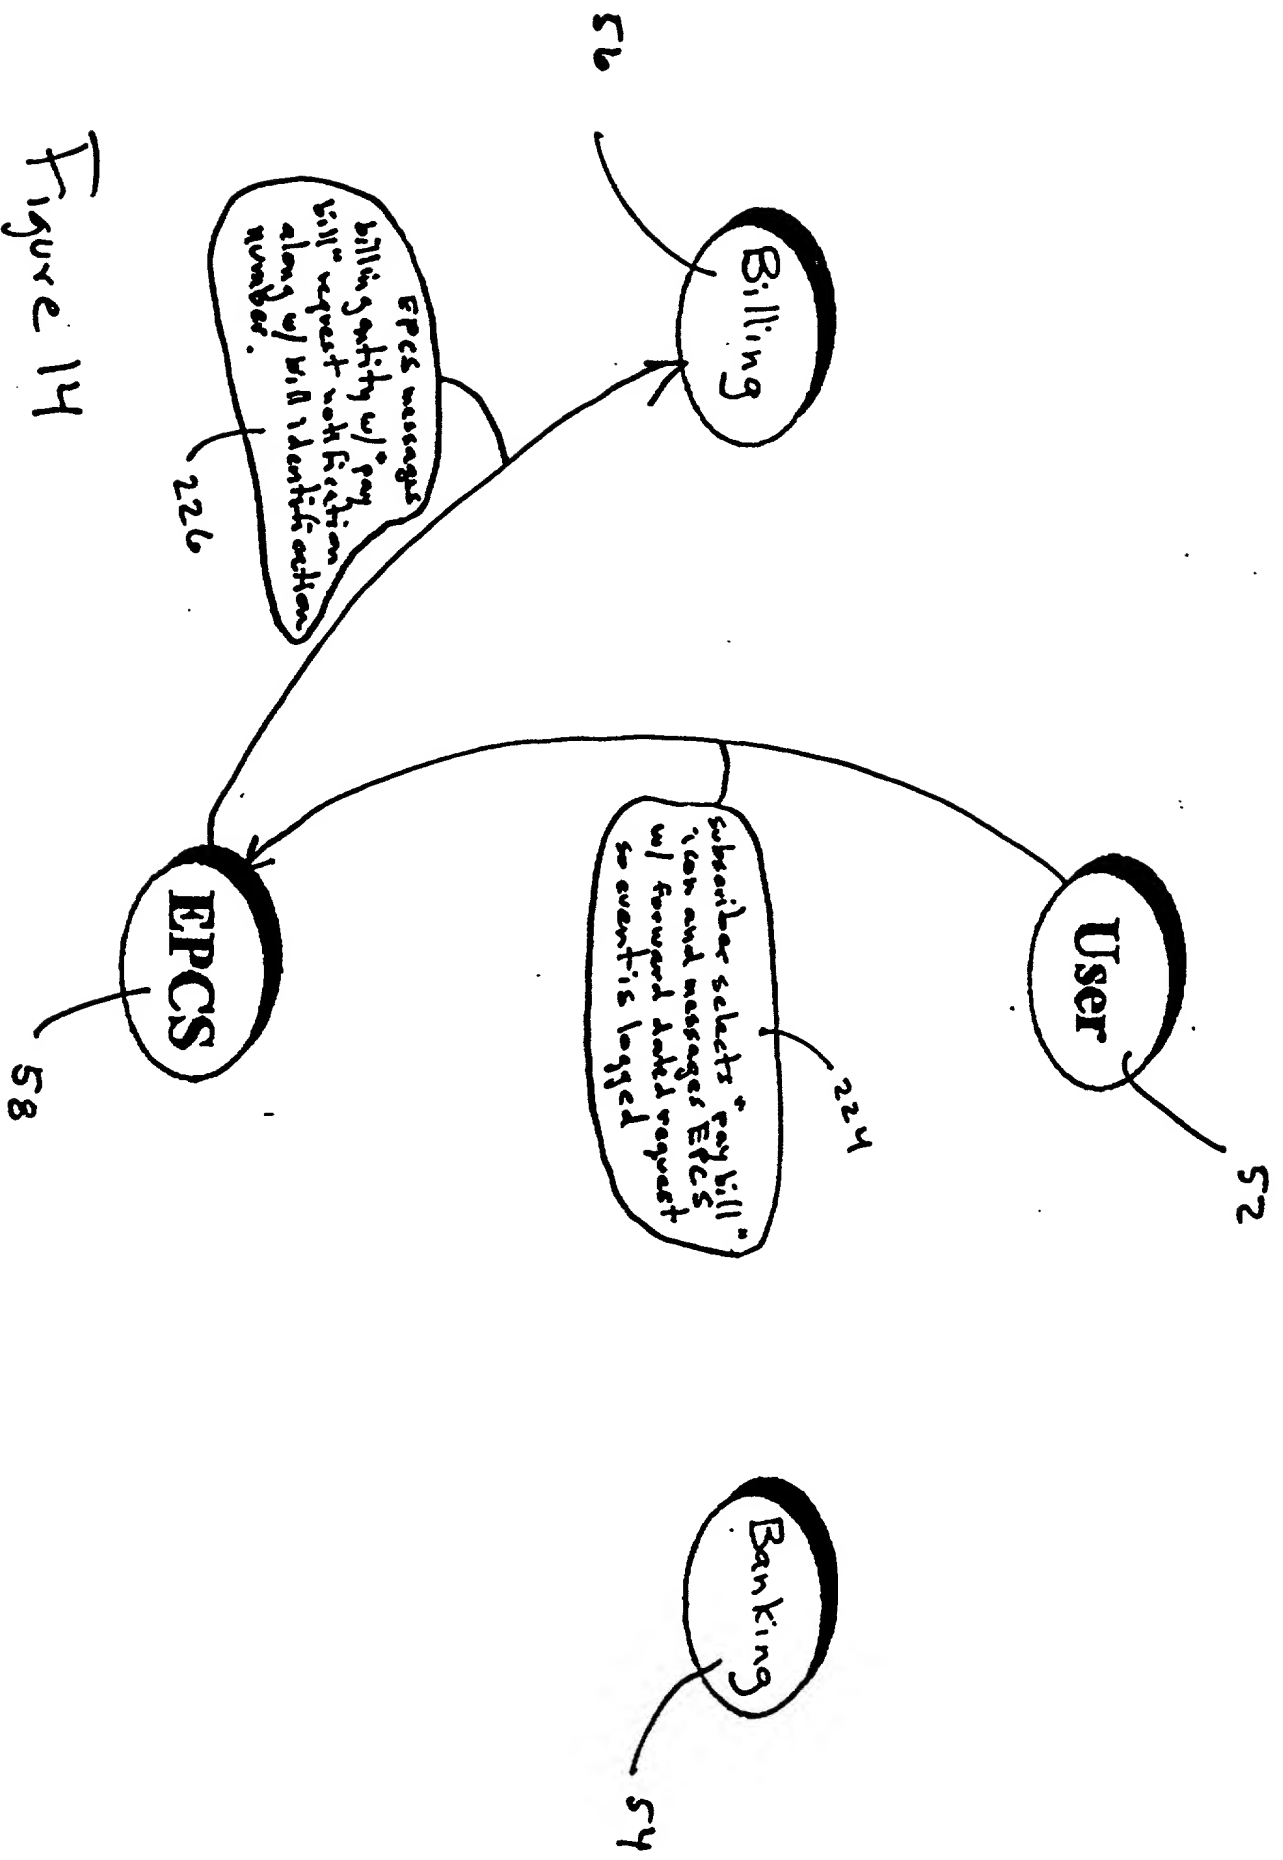 52
User
224
subscriber selects "pay bill"
icon and messages EPCS
w/ forward dated request
so event is logged
56
Billing
Banking
54
EPCS messages
billing entity w/ "pay
bill" request notification
along w/ bill identification
number.
226
EPCS
58
Figure 14